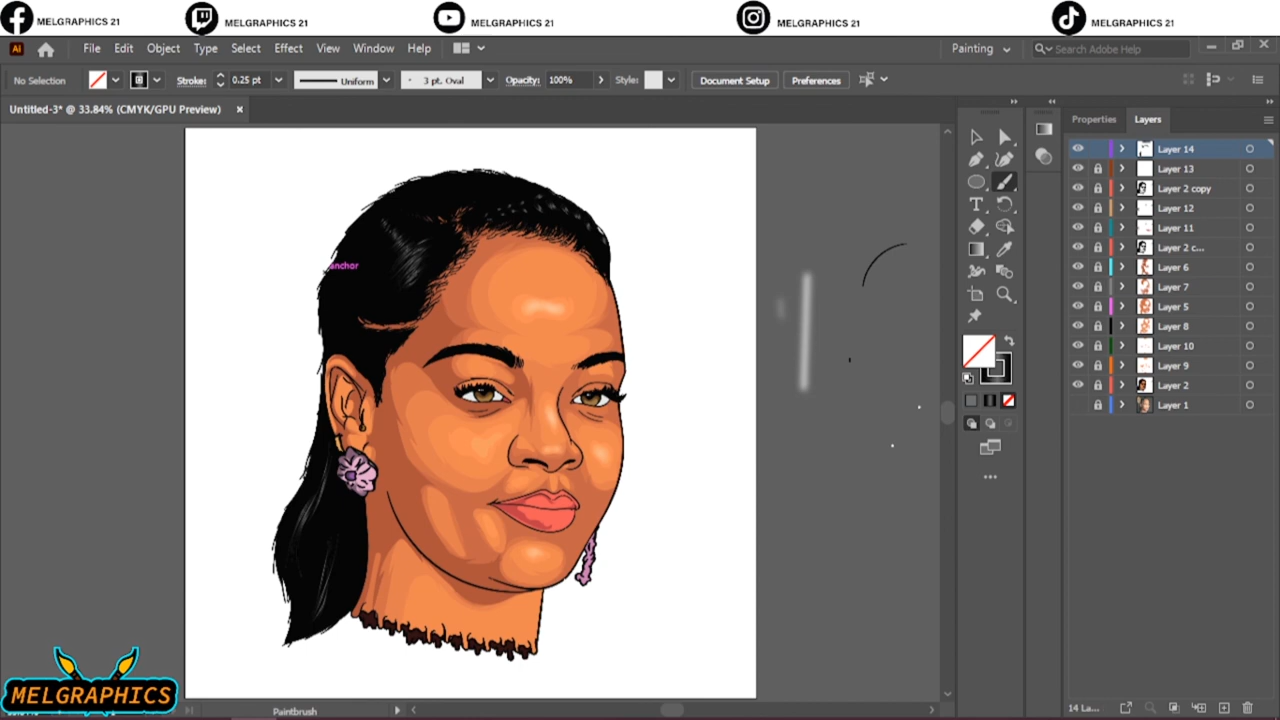 MELGRAPHICS 21 MELGRAPHICS 21 MELGRAPHICS 21 MELGRAPHICS 21 MELGRAPHICS 21
Ai File Edit Object Type Select Effect View Window Help Painting Search Adobe Help
No Selection Stroke: 0.25 pt Uniform 3 pt. Oval Opacity: 100% Style: Document Setup Preferences
Untitled-3* @ 33.84% (CMYK/GPU Preview)
Properties Layers
Layer 14
Layer 13
Layer 2 copy
Layer 12
Layer 11
Layer 2 c...
Layer 6
Layer 7
Layer 5
Layer 8
Layer 10
Layer 9
Layer 2
Layer 1
anchor
MELGRAPHICS
Paintbrush
14 La...